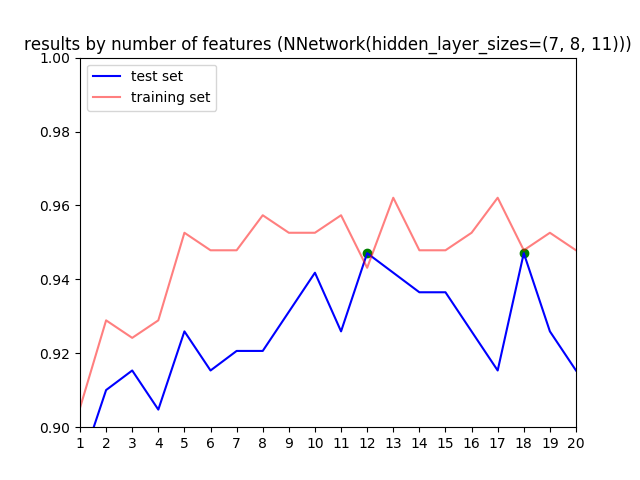 results by number of features (NNetwork(hidden_layer_sizes=(7, 8, 11)))
1.00
test set
training set
0.98
0.96
0.94
0.92
0.90
1 2 3 4 5 6 7 8 9 10 11 12 13 14 15 16 17 18 19 20